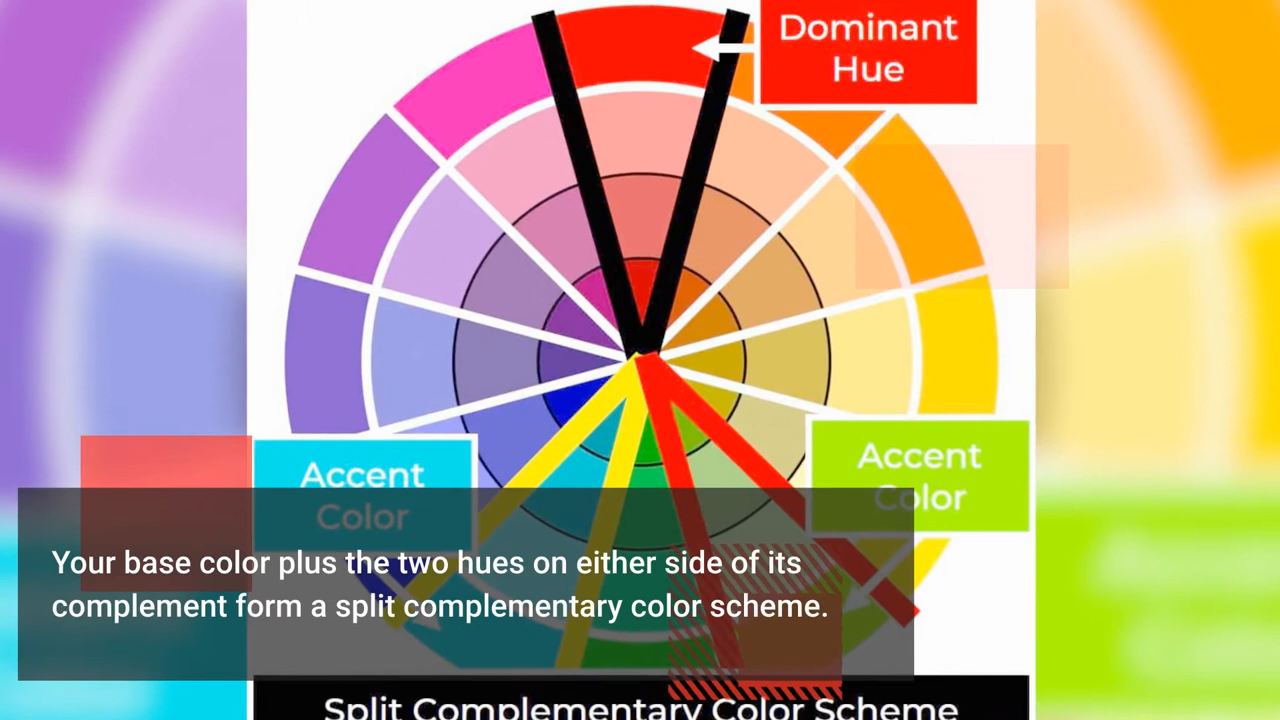 Dominant
Hue
Accent
Color
Accent
Color
Your base color plus the two hues on either side of its
complement form a split complementary color scheme.
Split Complementary Color Scheme